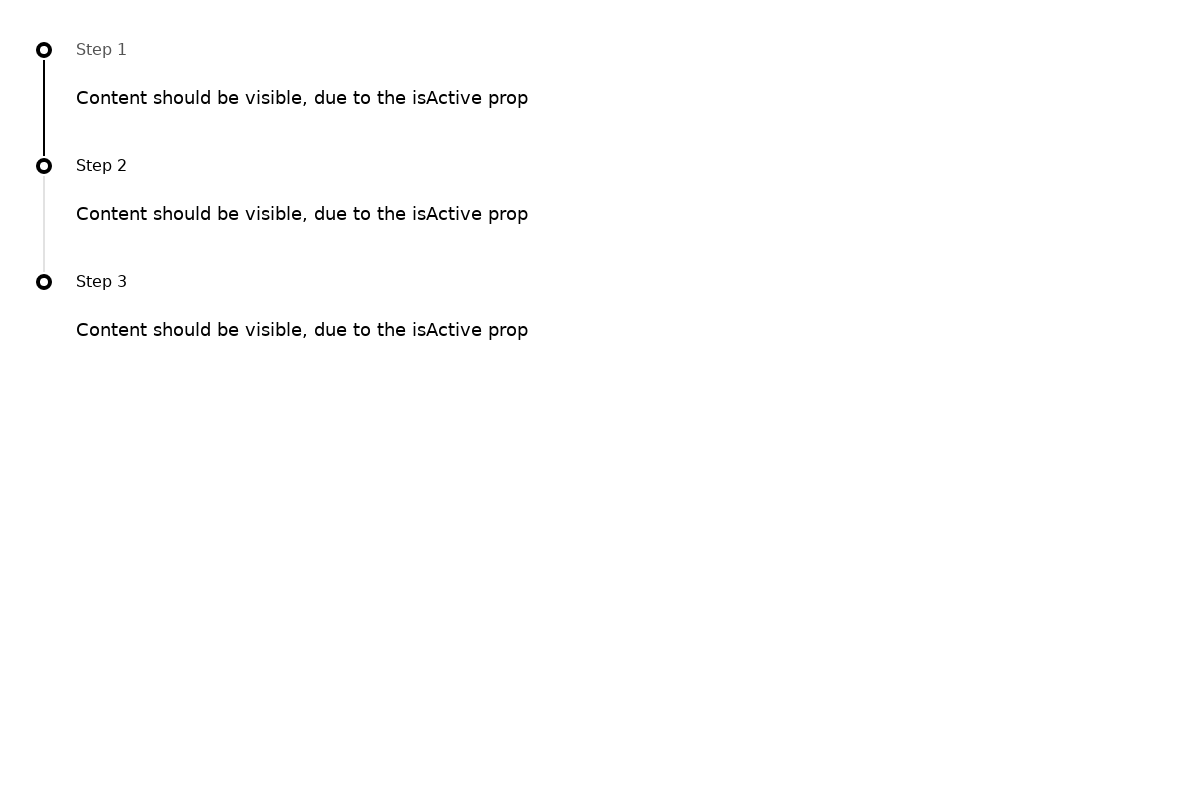 Step 1
Content should be visible, due to the isActive prop
Step 2
Content should be visible, due to the isActive prop
Step 3
Content should be visible, due to the isActive prop